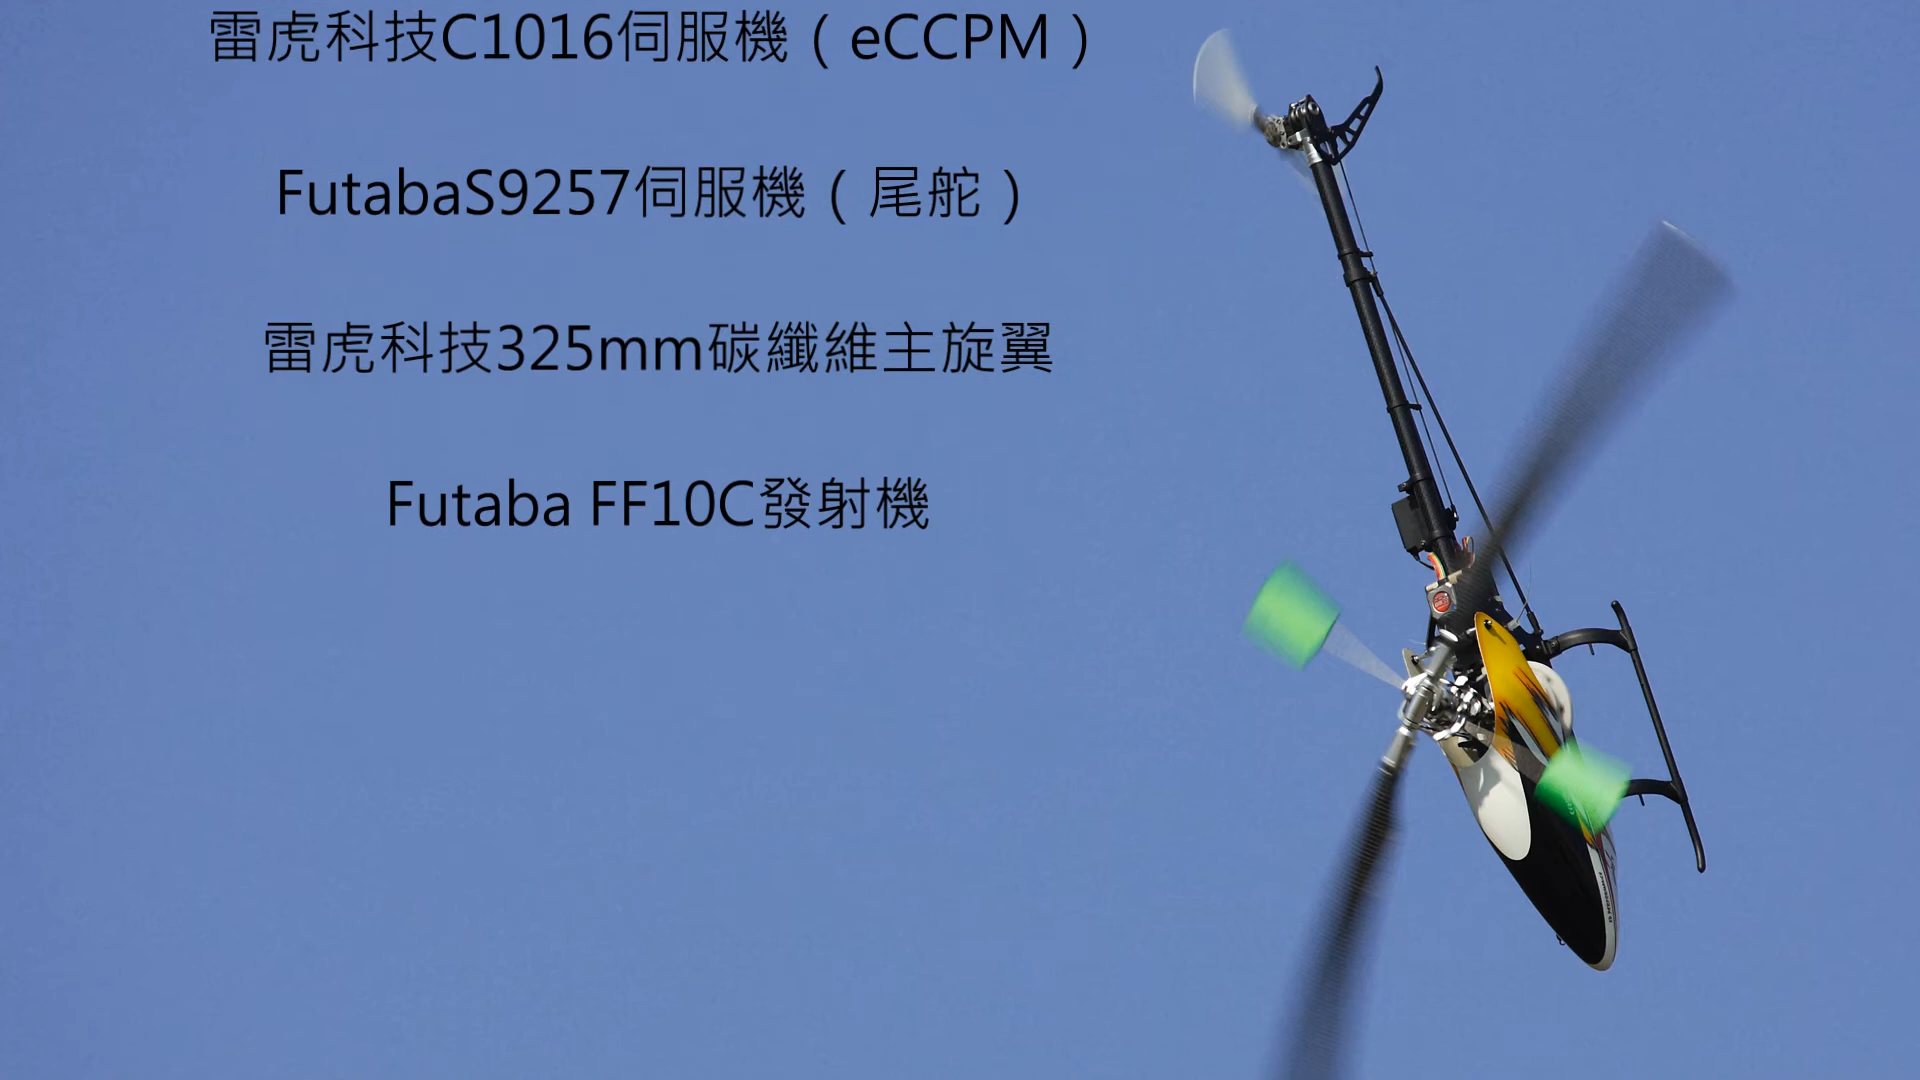 雷虎科技C1016伺服機（eCCPM）
FutabaS9257伺服機（尾舵）
雷虎科技325mm碳纖維主旋翼
Futaba FF10C發射機